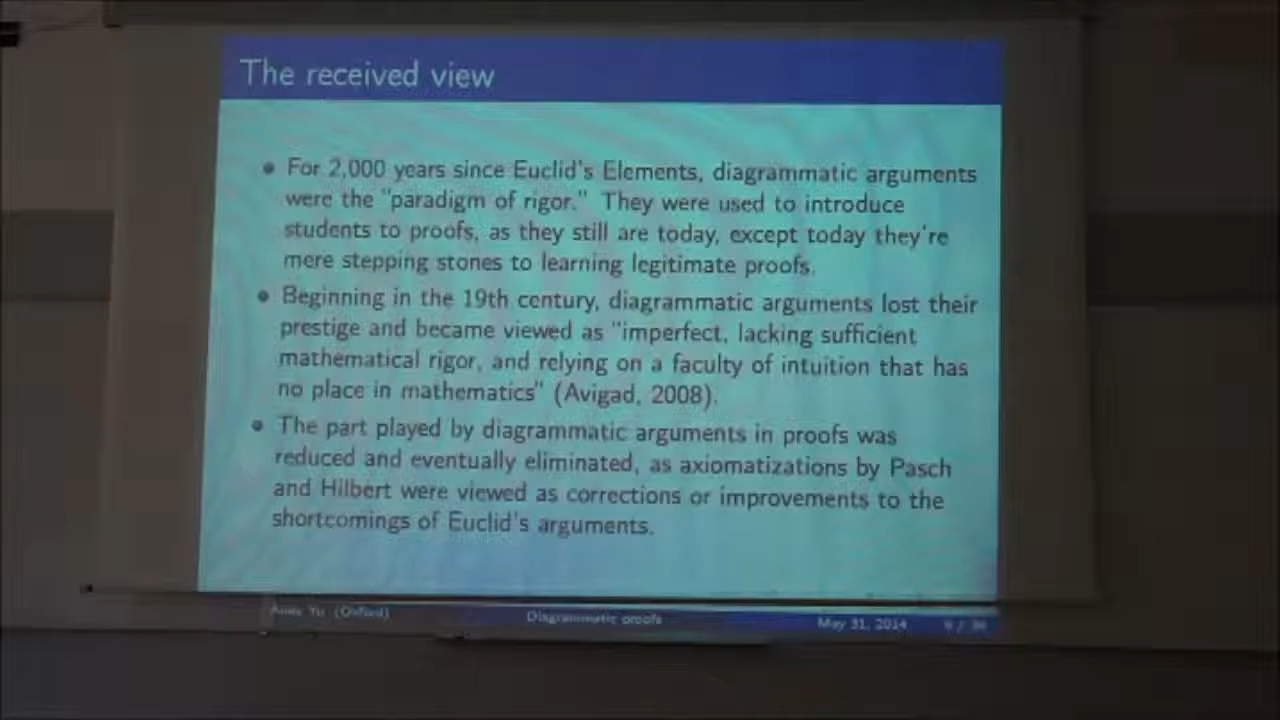 The received view
• For 2,000 years since Euclid's Elements, diagrammatic arguments
were the "paradigm of rigor." They were used to introduce
students to proofs, as they still are today, except today they're
mere stepping stones to learning legitimate proofs.
• Beginning in the 19th century, diagrammatic arguments lost their
prestige and became viewed as "imperfect, lacking sufficient
mathematical rigor, and relying on a faculty of intuition that has
no place in mathematics" (Avigad, 2008).
• The part played by diagrammatic arguments in proofs was
reduced and eventually eliminated, as axiomatizations by Pasch
and Hilbert were viewed as corrections or improvements to the
shortcomings of Euclid's arguments.
Yu (Oxford) Diagrammatic proofs May 31, 2014